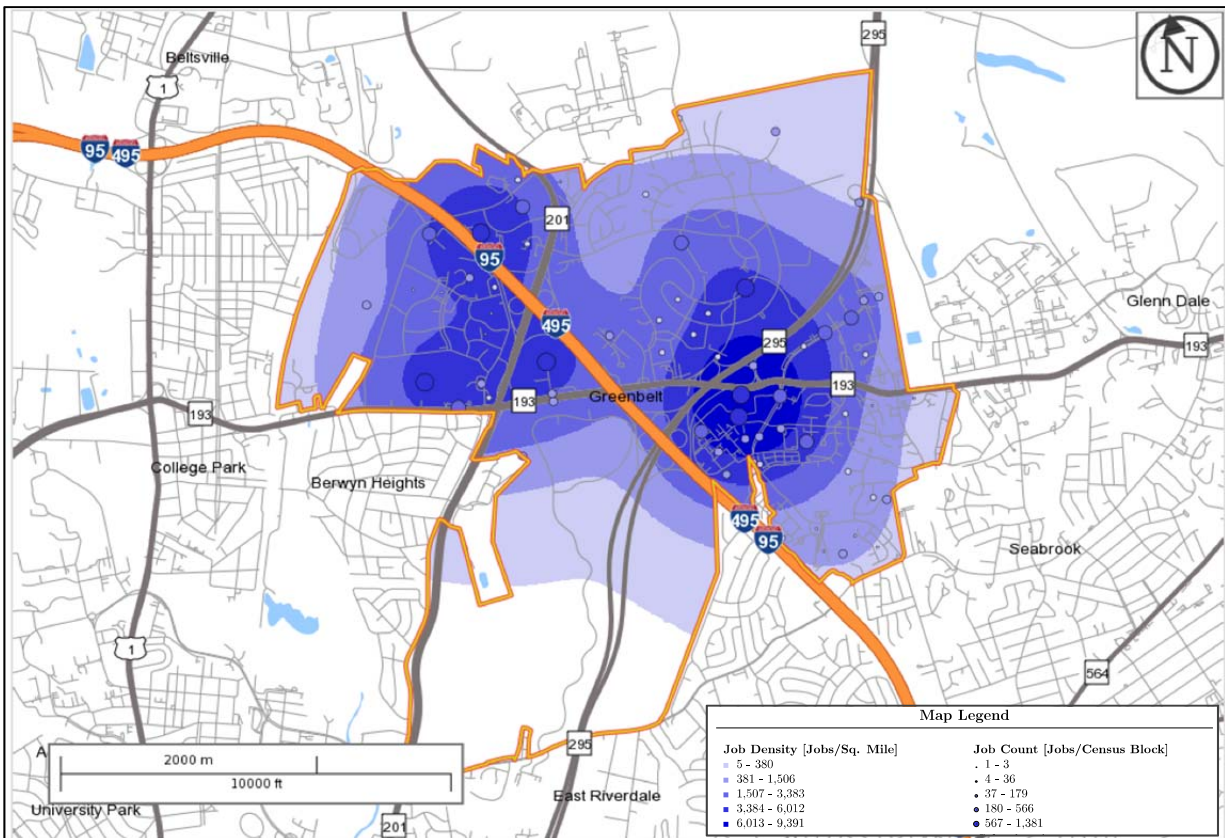 295
N
Beltsville
1
95
495
201
95
Glenn Dale
495
295
193
193
Greenbelt
193
193
College Park
Berwyn Heights
495
95
Seabrook
1
564
Map Legend
Job Density [Jobs/Sq. Mile]
5 - 380
381 - 1,506
1,507 - 3,383
3,384 - 6,012
6,013 - 9,391
Job Count [Jobs/Census Block]
. 1 - 3
. 4 - 36
• 37 - 179
180 - 566
567 - 1,381
295
A
2000 m
10000 ft
East Riverdale
University Park
201